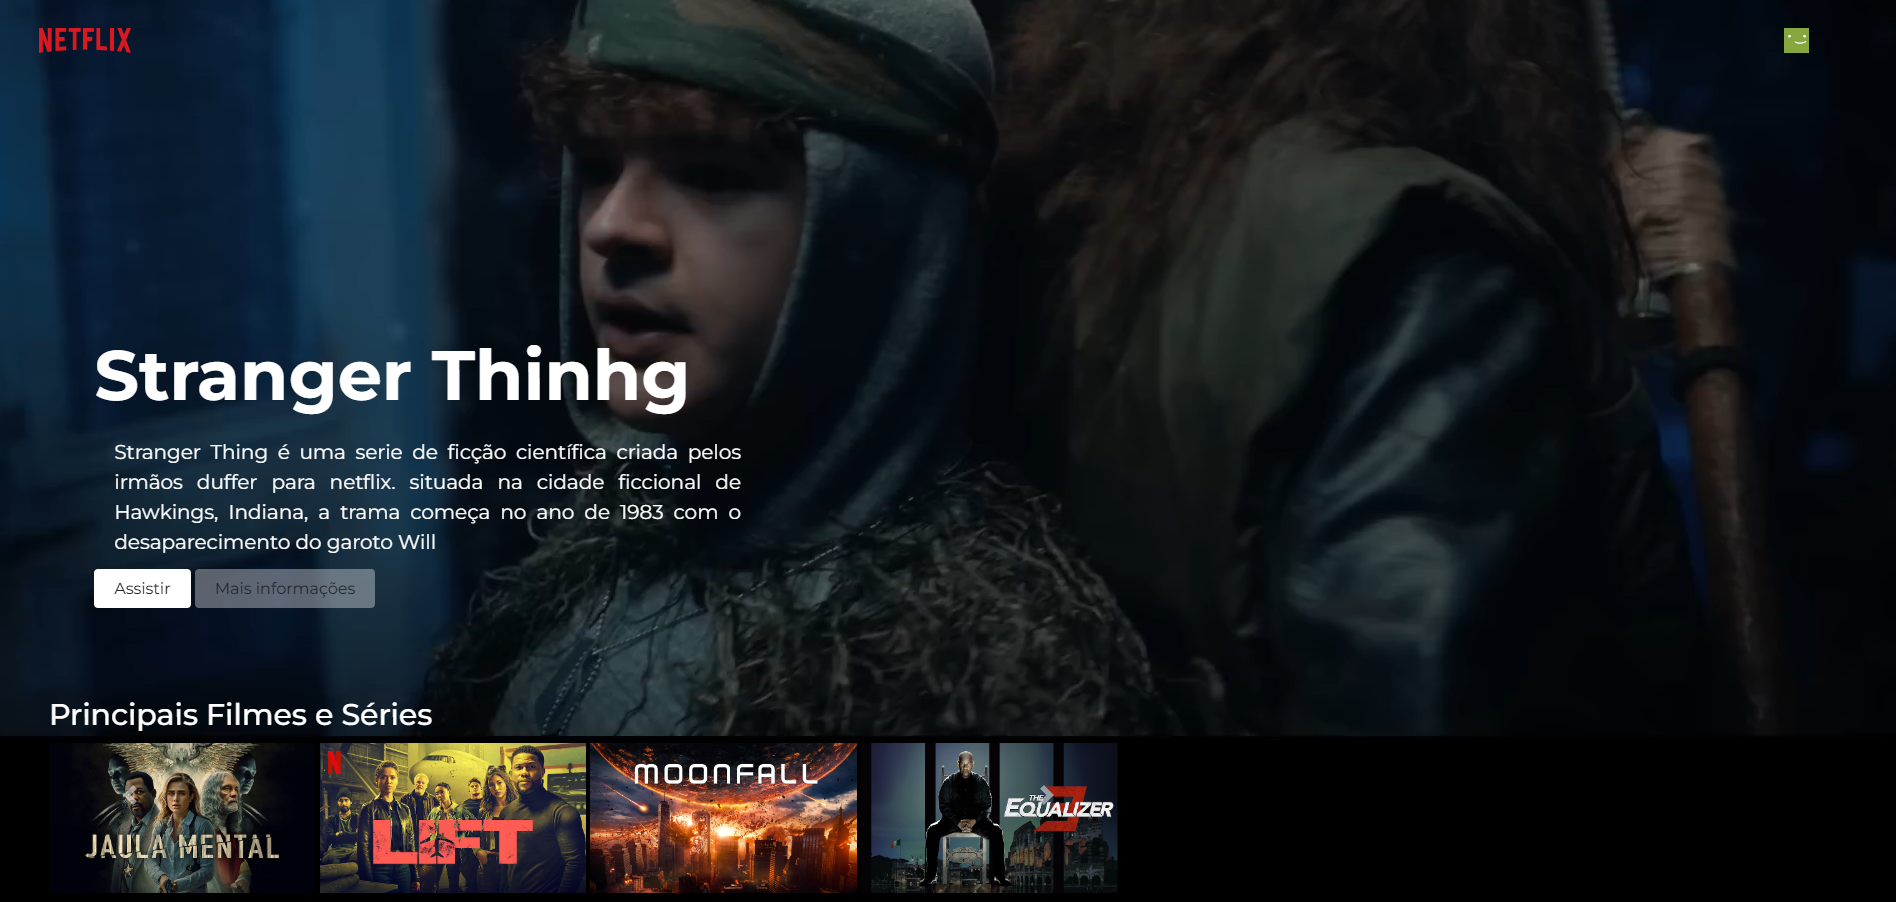 NETFLIX
Stranger Thinhg
Stranger Thing é uma serie de ficção científica criada pelos
irmãos duffer para netflix. situada na cidade ficcional de
Hawkings, Indiana, a trama começa no ano de 1983 com o
desaparecimento do garoto Will
Assistir
Mais informações
Principais Filmes e Séries
JAULA MENTAL
N
LIFT
MOONFALL
THE
EQUALIZER
3